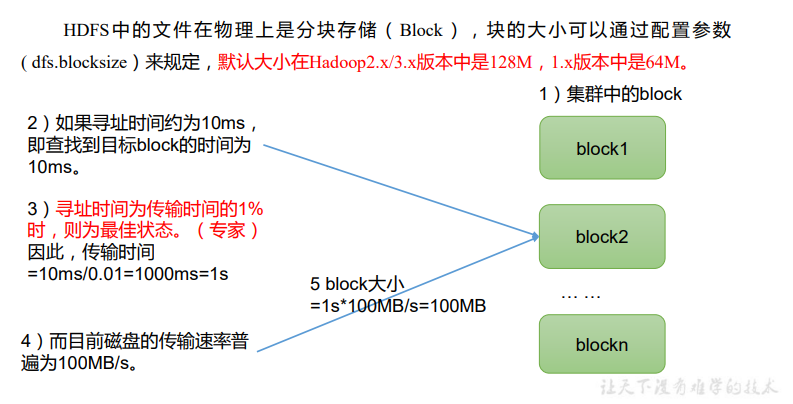 HDFS中的文件在物理上是分块存储（Block），块的大小可以通过配置参数
( dfs.blocksize）来规定，默认大小在Hadoop2.x/3.x版本中是128M，1.x版本中是64M。
1）集群中的block
2）如果寻址时间约为10ms，
即查找到目标block的时间为
10ms。
block1
3）寻址时间为传输时间的1%
时，则为最佳状态。（专家）
因此，传输时间
=10ms/0.01=1000ms=1s
block2
5 block大小
=1s*100MB/s=100MB
… …
4）而目前磁盘的传输速率普
遍为100MB/s。
blockn
让天下没有难学的技术